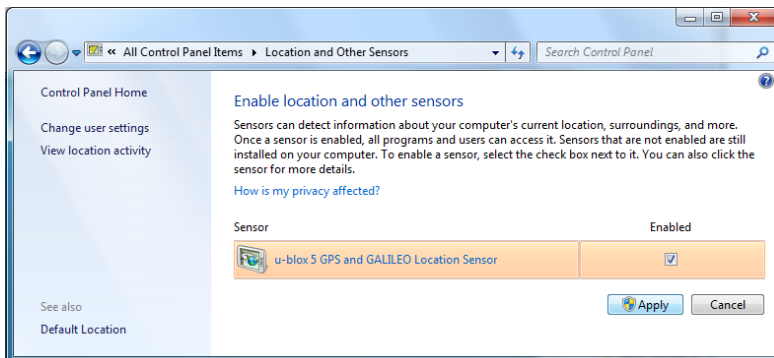 « All Control Panel Items ▸ Location and Other Sensors
Search Control Panel
Control Panel Home
Change user settings
View location activity
Enable location and other sensors
Sensors can detect information about your computer's current location, surroundings, and more.
Once a sensor is enabled, all programs and users can access it. Sensors that are not enabled are still
installed on your computer. To enable a sensor, select the check box next to it. You can also click the
sensor for more details.
How is my privacy affected?
Sensor Enabled
u-blox 5 GPS and GALILEO Location Sensor
Apply Cancel
See also
Default Location